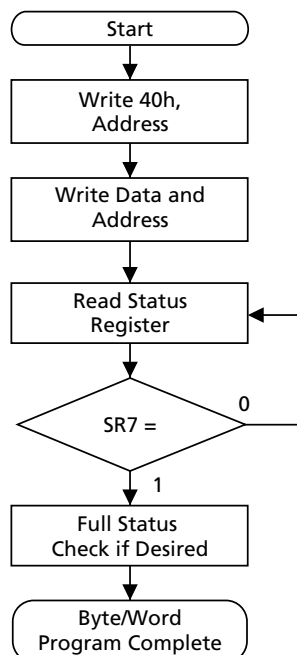 Start
Write 40h,
Address
Write Data and
Address
Read Status
Register
0
SR7 =
1
Full Status
Check if Desired
Byte/Word
Program Complete